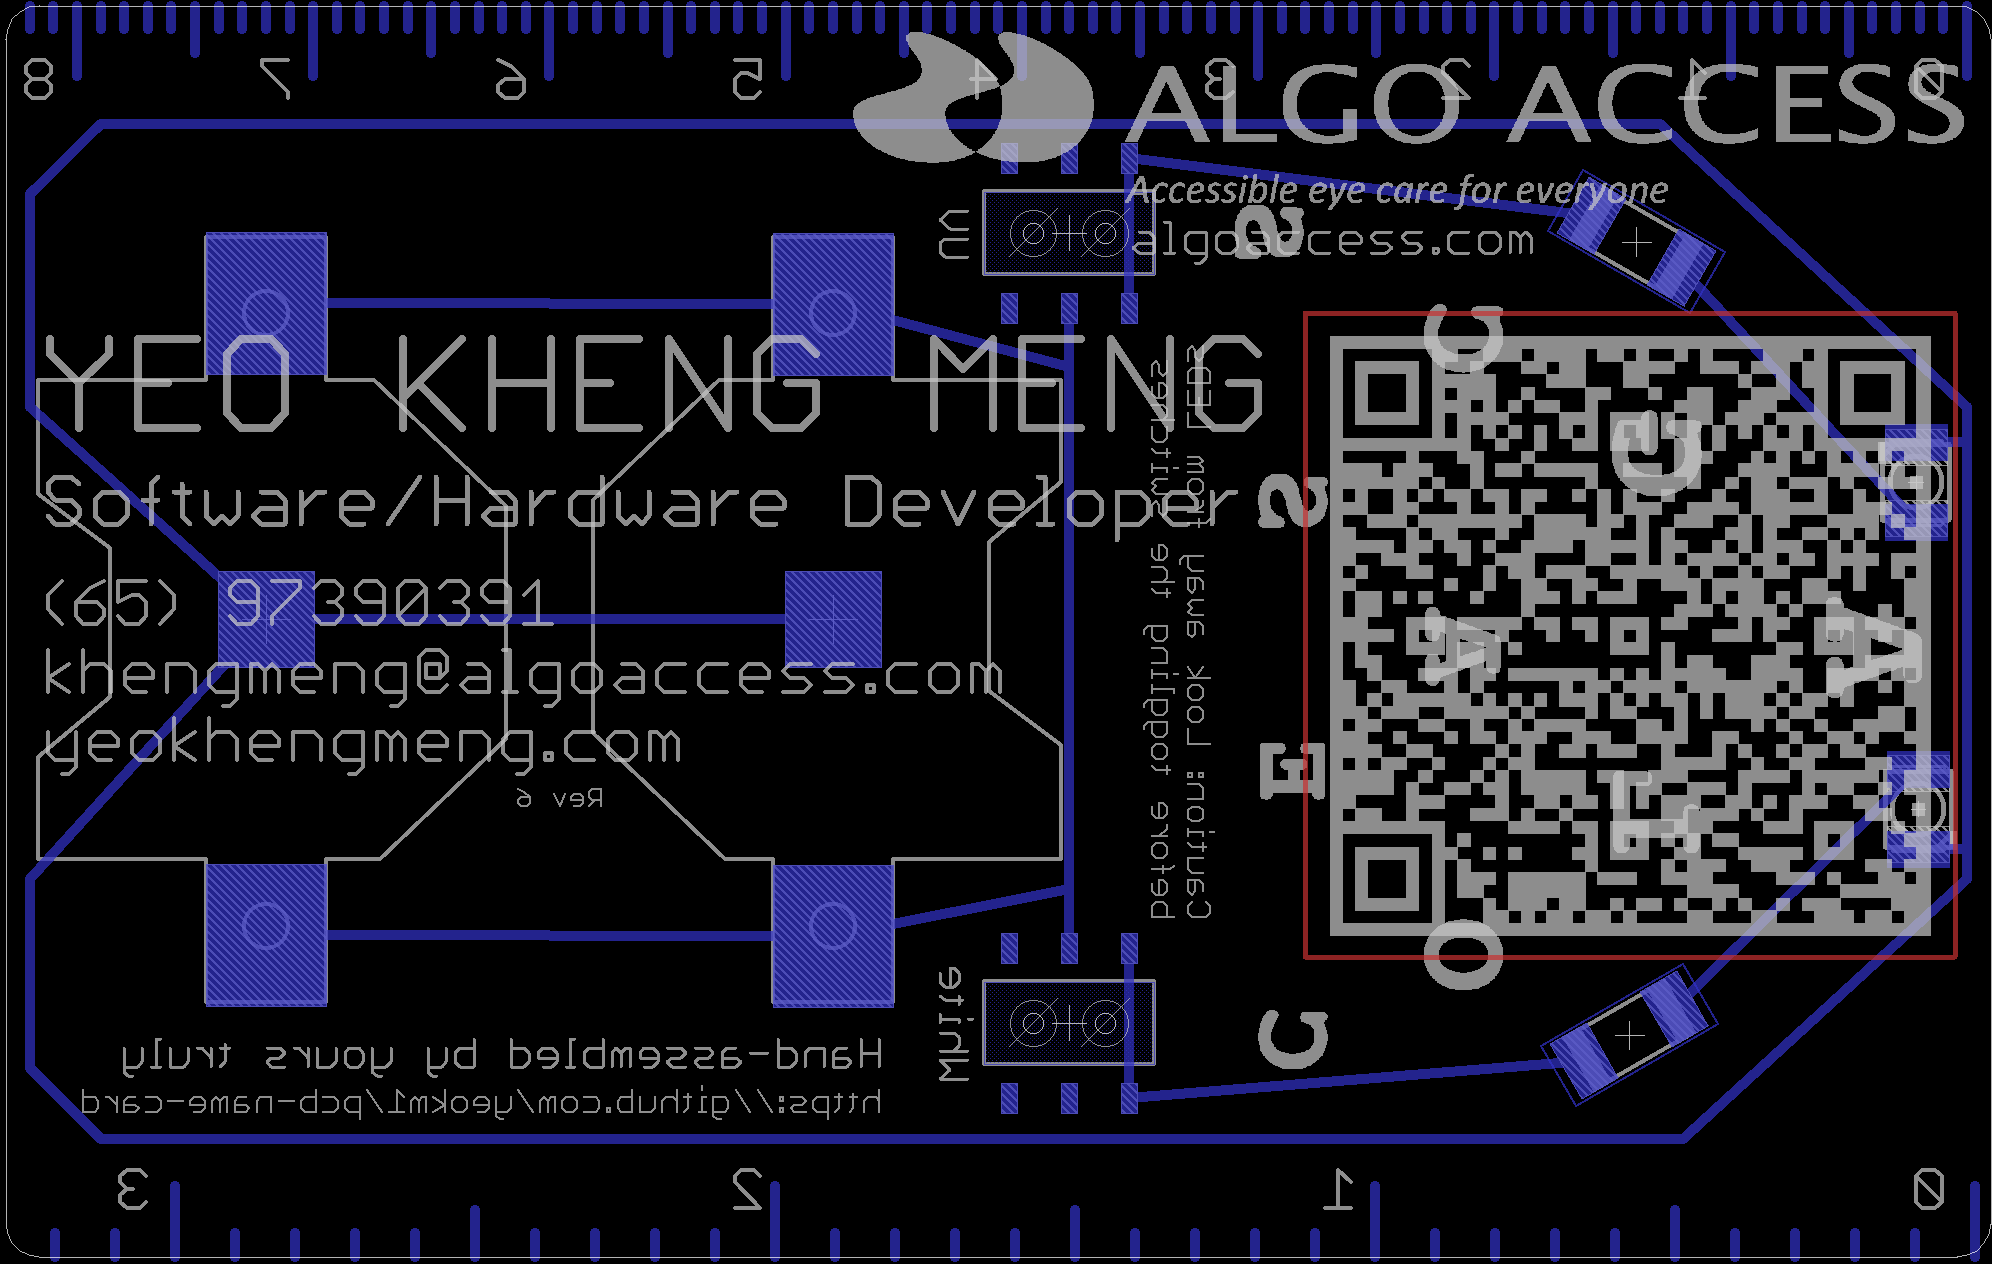 8 7 6 5 4 3 2 1 0
ALGO ACCESS
Accessible eye care for everyone
algoaccess.com
UV
YEO KHENG MENG
Software/Hardware Developer
(65) 97390391
khengmeng@algoaccess.com
yeokhengmeng.com
Rev 6
Caution: Look away from LEDs
before toggling the switches
S
S
E
C
C
A
O
G
L
A
White
Hand-assembled by yours truly
https://github.com/yeokm1/pcb-name-card
3 2 1 0